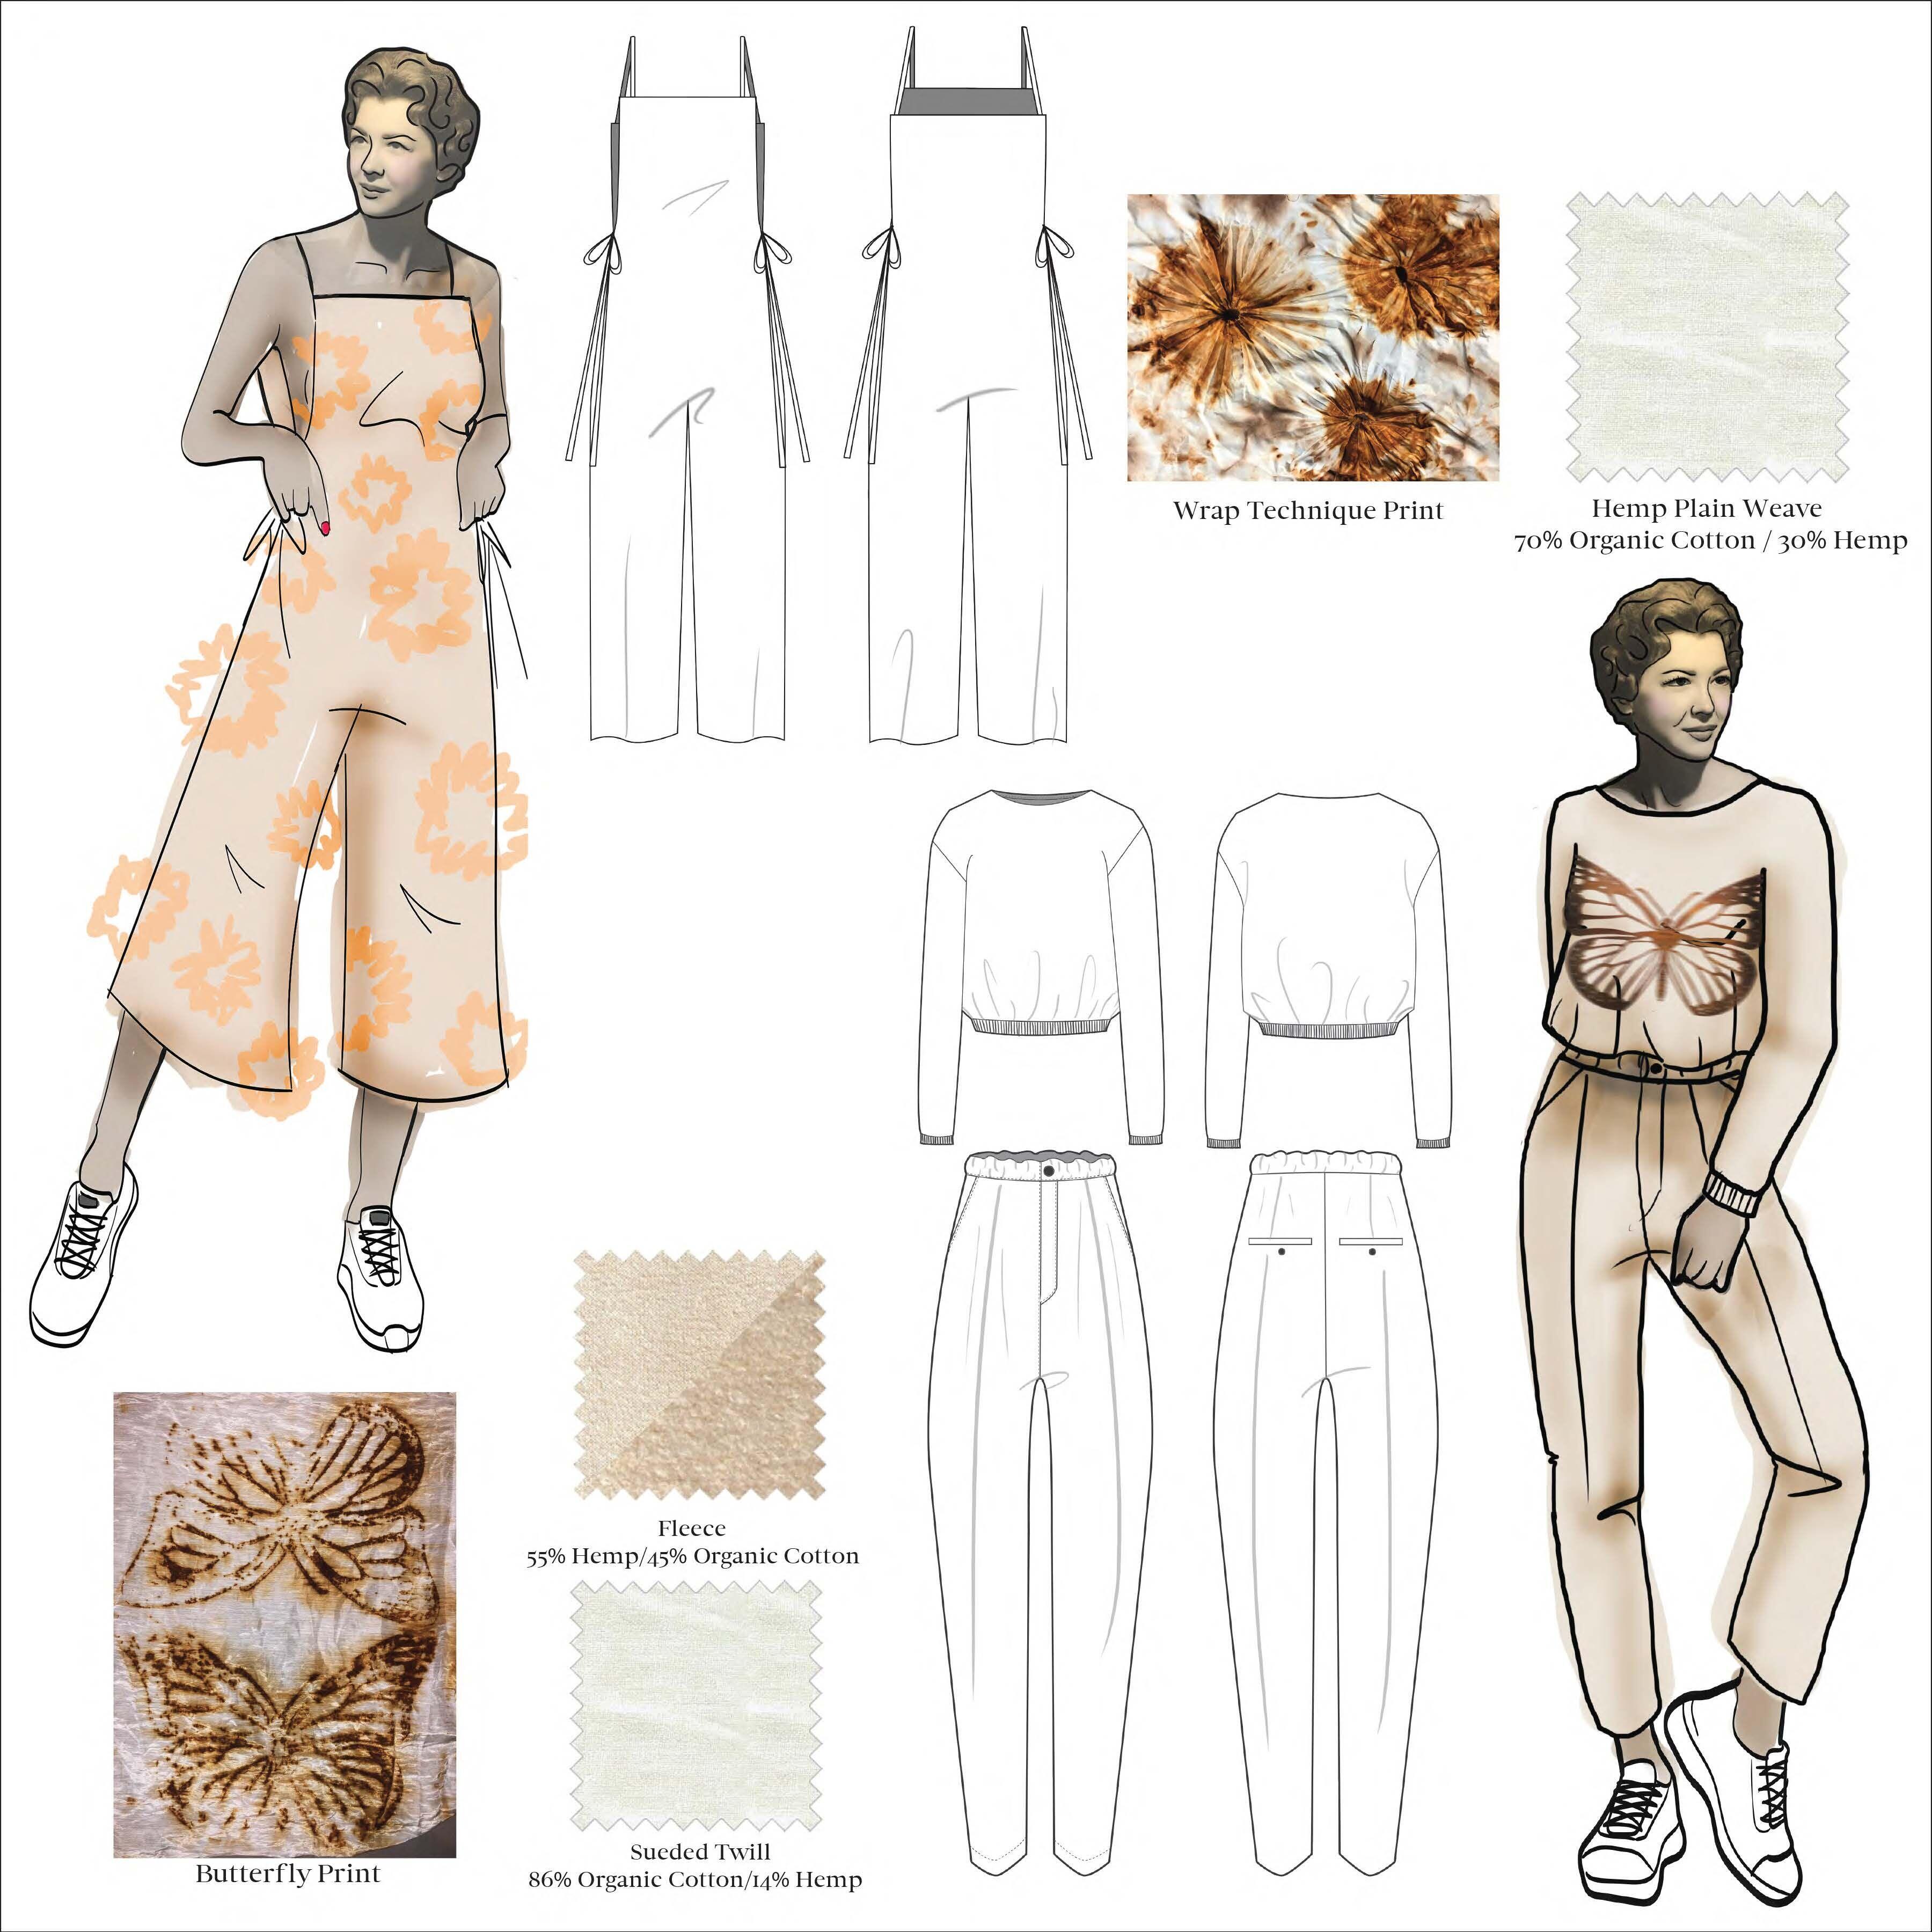 Wrap Technique Print
Hemp Plain Weave
70% Organic Cotton / 30% Hemp
Fleece
55% Hemp/45% Organic Cotton
Sueded Twill
86% Organic Cotton/14% Hemp
Butterfly Print